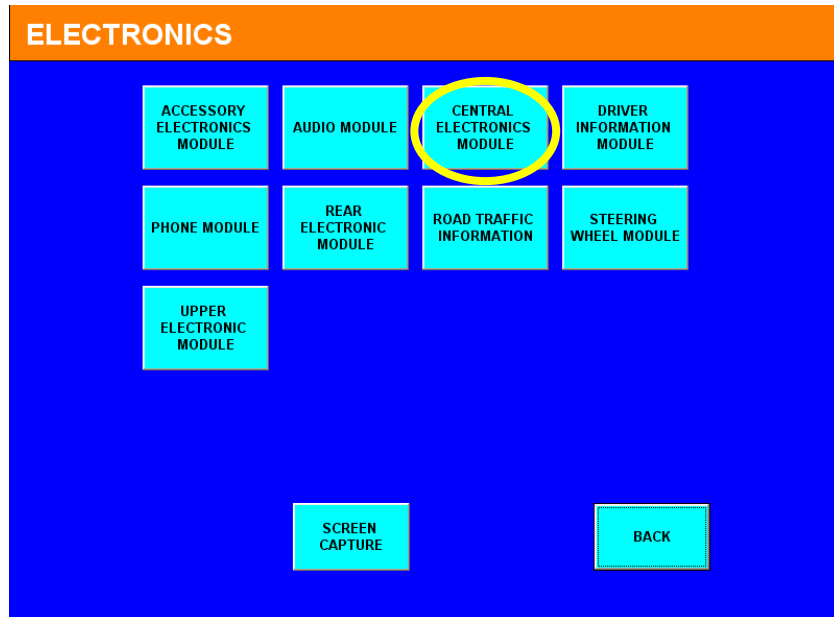 ELECTRONICS
ACCESSORY
ELECTRONICS
MODULE
AUDIO MODULE
CENTRAL
ELECTRONICS
MODULE
DRIVER
INFORMATION
MODULE
PHONE MODULE
REAR
ELECTRONIC
MODULE
ROAD TRAFFIC
INFORMATION
STEERING
WHEEL MODULE
UPPER
ELECTRONIC
MODULE
SCREEN
CAPTURE
BACK